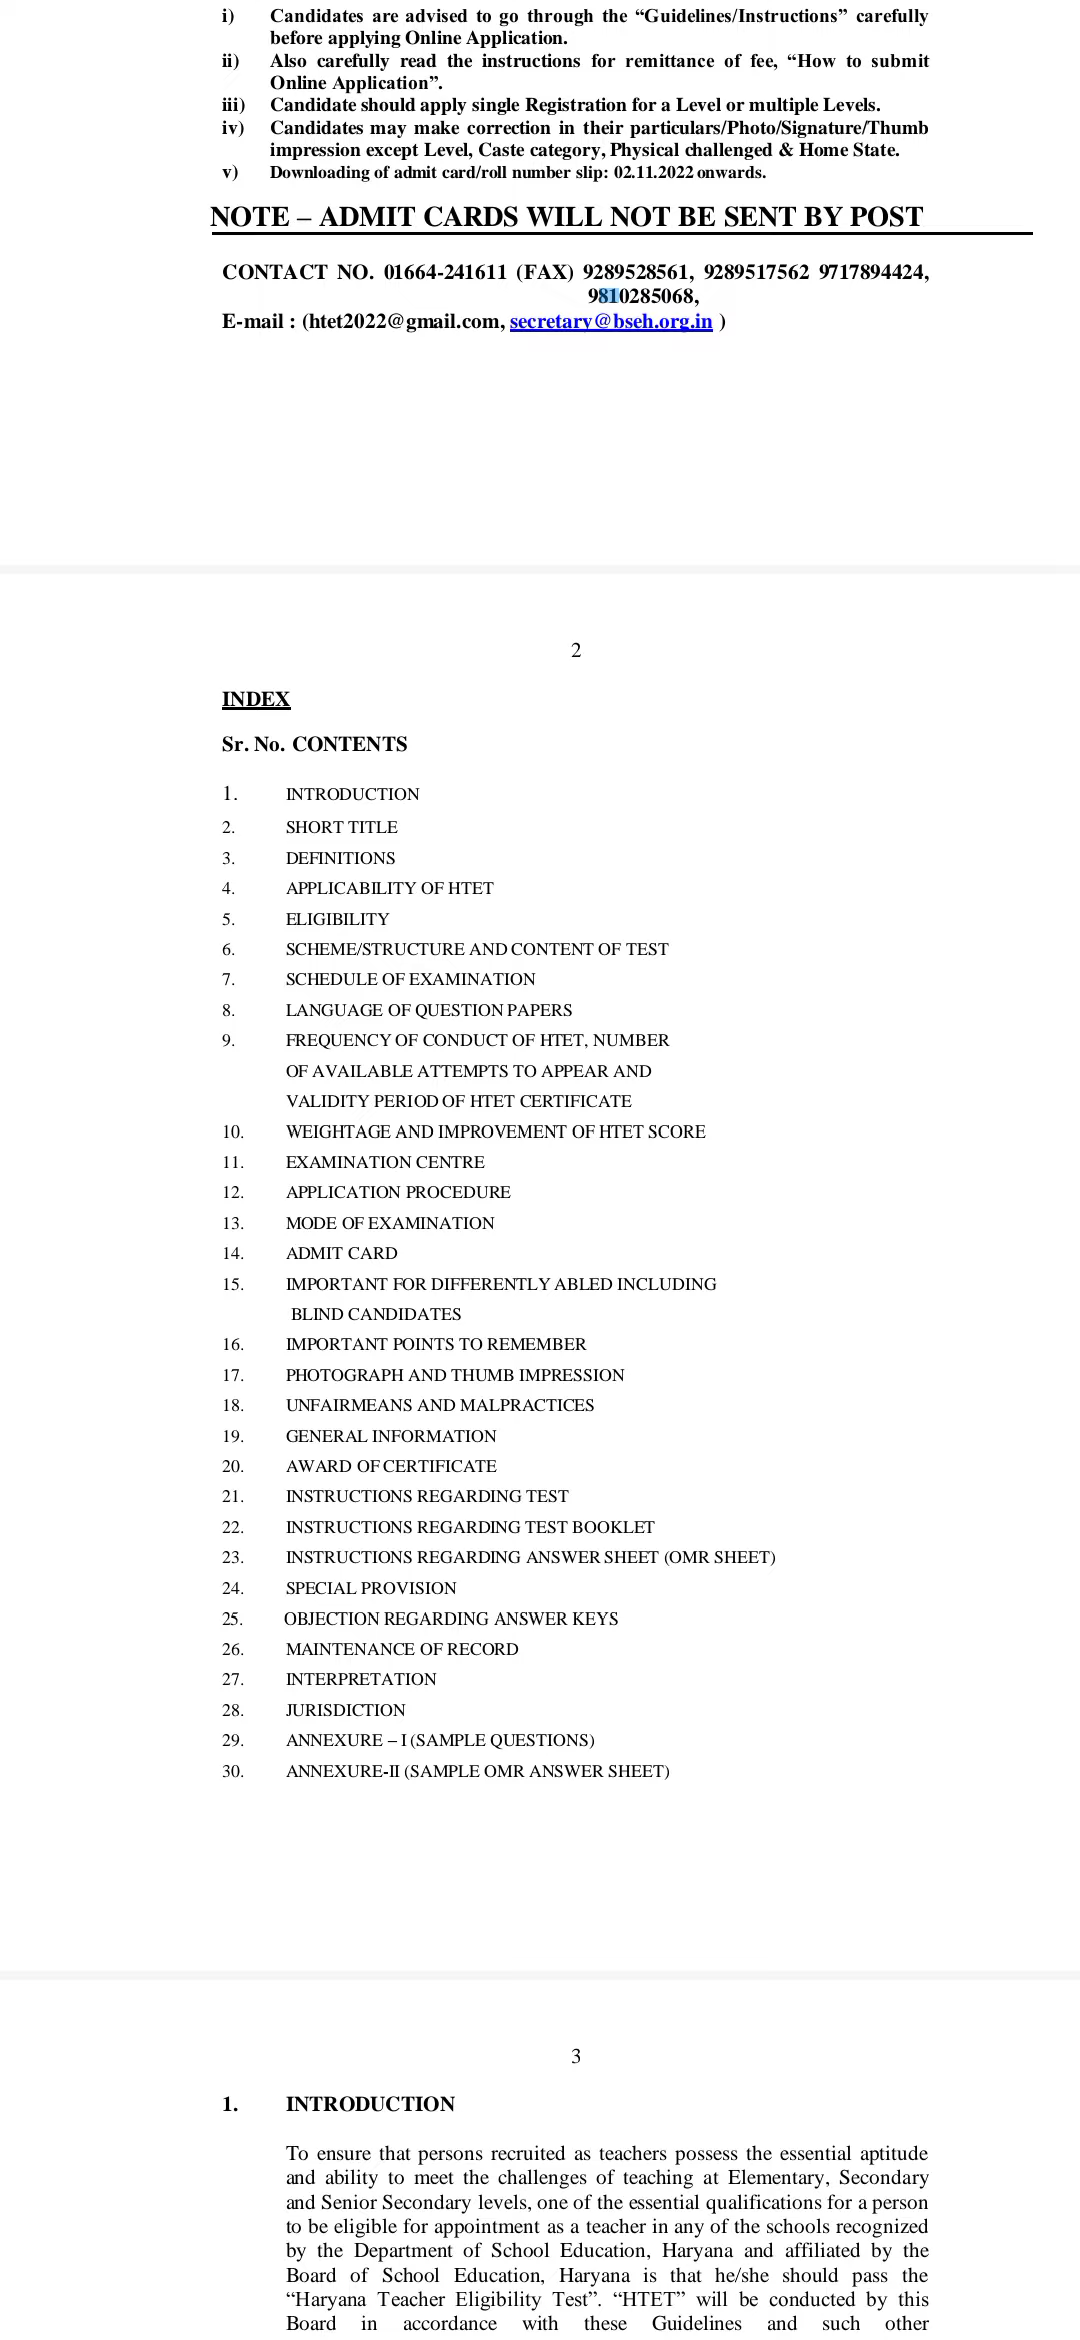 i) Candidates are advised to go through the “Guidelines/Instructions” carefully
before applying Online Application.
ii) Also carefully read the instructions for remittance of fee, “How to submit
Online Application”.
iii) Candidate should apply single Registration for a Level or multiple Levels.
iv) Candidates may make correction in their particulars/Photo/Signature/Thumb
impression except Level, Caste category, Physical challenged & Home State.
v) Downloading of admit card/roll number slip: 02.11.2022 onwards.
NOTE – ADMIT CARDS WILL NOT BE SENT BY POST
CONTACT NO. 01664-241611 (FAX) 9289528561, 9289517562 9717894424,
9810285068,
E-mail : (htet2022@gmail.com, secretary@bseh.org.in )
2
INDEX
Sr. No. CONTENTS
1. INTRODUCTION
2. SHORT TITLE
3. DEFINITIONS
4. APPLICABILITY OF HTET
5. ELIGIBILITY
6. SCHEME/STRUCTURE AND CONTENT OF TEST
7. SCHEDULE OF EXAMINATION
8. LANGUAGE OF QUESTION PAPERS
9. FREQUENCY OF CONDUCT OF HTET, NUMBER
OF AVAILABLE ATTEMPTS TO APPEAR AND
VALIDITY PERIOD OF HTET CERTIFICATE
10. WEIGHTAGE AND IMPROVEMENT OF HTET SCORE
11. EXAMINATION CENTRE
12. APPLICATION PROCEDURE
13. MODE OF EXAMINATION
14. ADMIT CARD
15. IMPORTANT FOR DIFFERENTLY ABLED INCLUDING
BLIND CANDIDATES
16. IMPORTANT POINTS TO REMEMBER
17. PHOTOGRAPH AND THUMB IMPRESSION
18. UNFAIRMEANS AND MALPRACTICES
19. GENERAL INFORMATION
20. AWARD OF CERTIFICATE
21. INSTRUCTIONS REGARDING TEST
22. INSTRUCTIONS REGARDING TEST BOOKLET
23. INSTRUCTIONS REGARDING ANSWER SHEET (OMR SHEET)
24. SPECIAL PROVISION
25. OBJECTION REGARDING ANSWER KEYS
26. MAINTENANCE OF RECORD
27. INTERPRETATION
28. JURISDICTION
29. ANNEXURE – I (SAMPLE QUESTIONS)
30. ANNEXURE-II (SAMPLE OMR ANSWER SHEET)
3
1. INTRODUCTION
To ensure that persons recruited as teachers possess the essential aptitude
and ability to meet the challenges of teaching at Elementary, Secondary
and Senior Secondary levels, one of the essential qualifications for a person
to be eligible for appointment as a teacher in any of the schools recognized
by the Department of School Education, Haryana and affiliated by the
Board of School Education, Haryana is that he/she should pass the
“Haryana Teacher Eligibility Test”. “HTET” will be conducted by this
Board in accordance with these Guidelines and such other